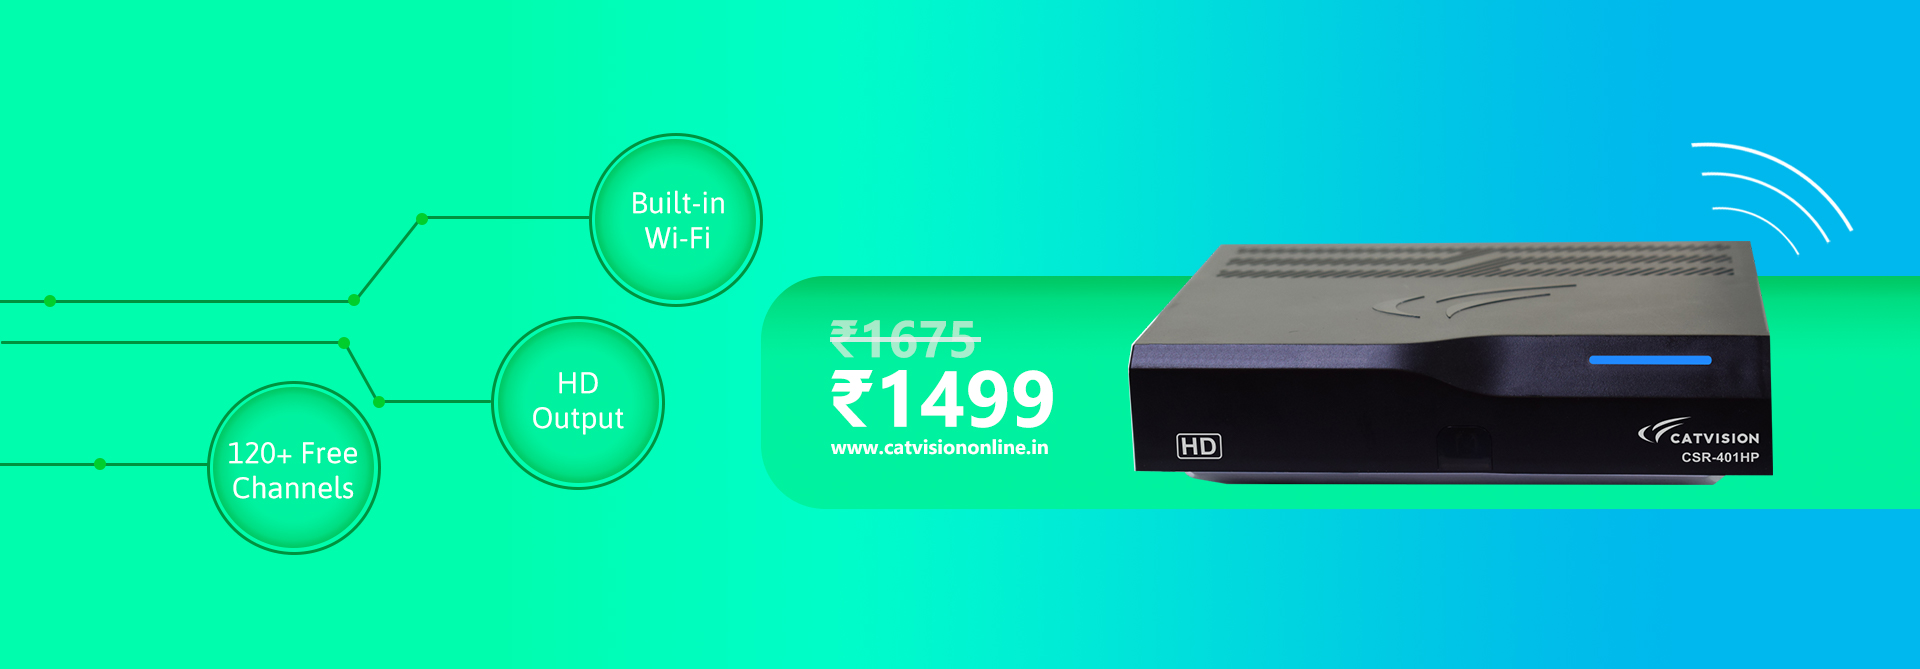 Built-in
Wi-Fi
HD
Output
120+ Free
Channels
₹1675
₹1499
www.catvisiononline.in
HD
CATVISION
CSR-401HP